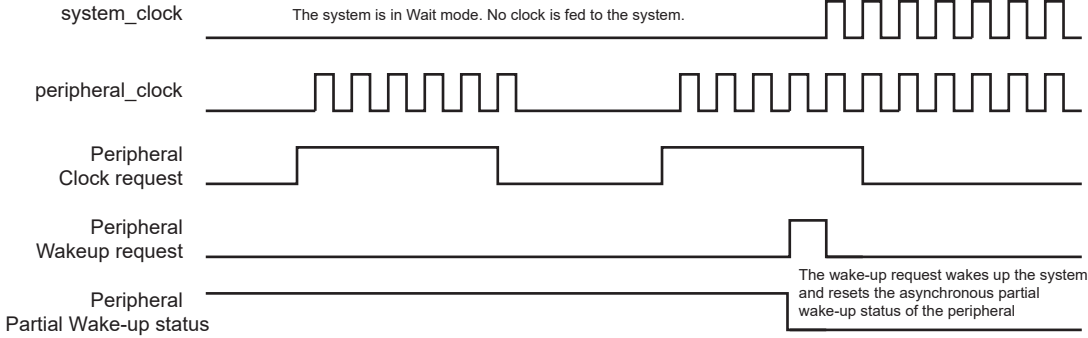 system_clock
The system is in Wait mode. No clock is fed to the system.
peripheral_clock
Peripheral
Clock request
Peripheral
Wakeup request
The wake-up request wakes up the system
and resets the asynchronous partial
wake-up status of the peripheral
Peripheral
Partial Wake-up status